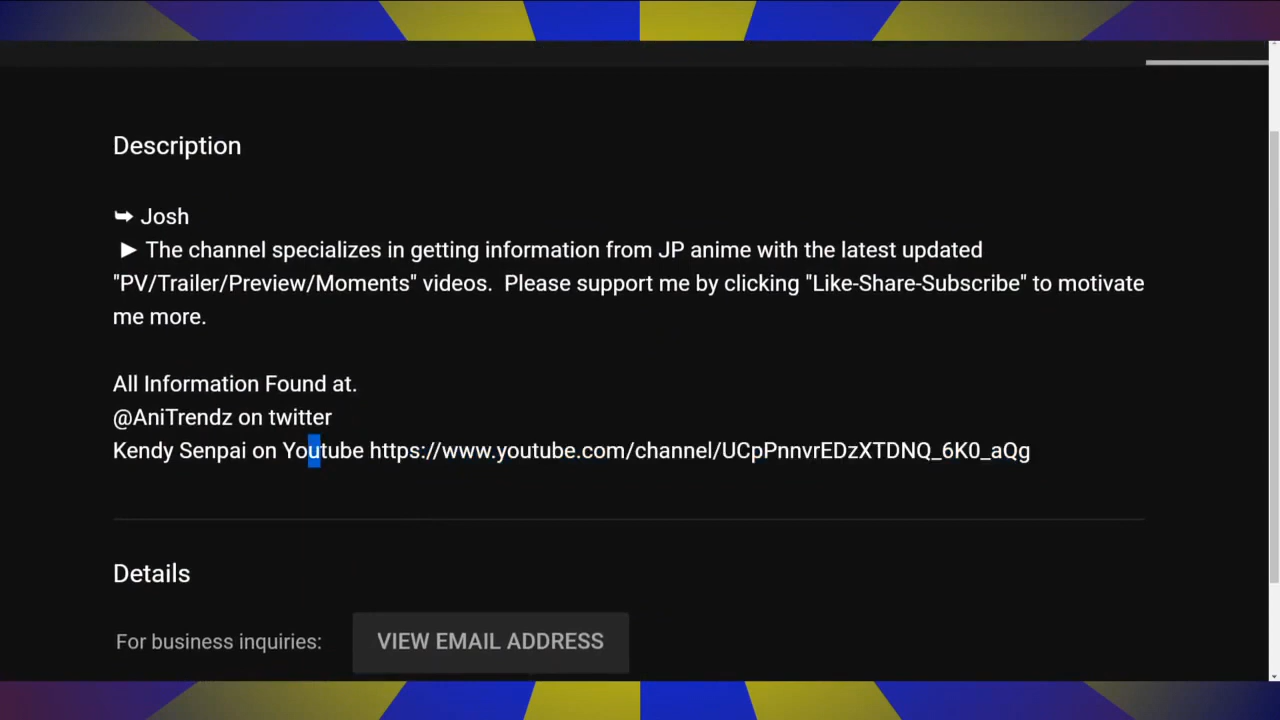 Description
➥ Josh
► The channel specializes in getting information from JP anime with the latest updated
"PV/Trailer/Preview/Moments" videos.  Please support me by clicking "Like-Share-Subscribe" to motivate
me more.
All Information Found at.
@AniTrendz on twitter
Kendy Senpai on Youtube https://www.youtube.com/channel/UCpPnnvrEDzXTDNQ_6K0_aQg
Details
For business inquiries: VIEW EMAIL ADDRESS